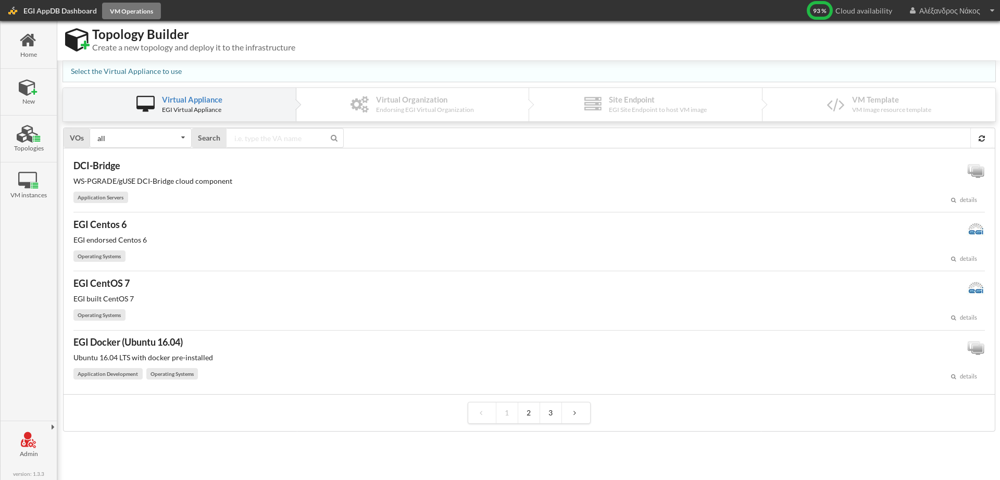 EGI AppDB Dashboard
VM Operations
93 %
Cloud availability
Αλέξανδρος Νάκος
Home
New
Topologies
VM instances
Admin
version: 1.3.3
Topology Builder
Create a new topology and deploy it to the infrastructure
Select the Virtual Appliance to use
Virtual Appliance
EGI Virtual Appliance
Virtual Organization
Endorsing EGI Virtual Organization
Site Endpoint
EGI Site Endpoint to host VM image
VM Template
VM Image resource template
VOs
all
Search
i.e. type the VA name
DCI-Bridge
WS-PGRADE/gUSE DCI-Bridge cloud component
Application Servers
details
EGI Centos 6
EGI endorsed Centos 6
Operating Systems
egi
details
EGI CentOS 7
EGI built CentOS 7
Operating Systems
egi
details
EGI Docker (Ubuntu 16.04)
Ubuntu 16.04 LTS with docker pre-installed
Application Development
Operating Systems
details
1
2
3